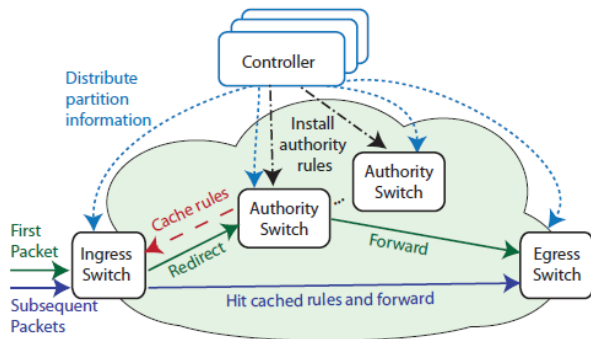 Controller
Distribute
partition
information
Install
authority
rules
Authority
Switch
...
Cache rules
Authority
Switch
First
Packet
Ingress
Switch
Redirect
Forward
Egress
Switch
Subsequent
Packets
Hit cached rules and forward